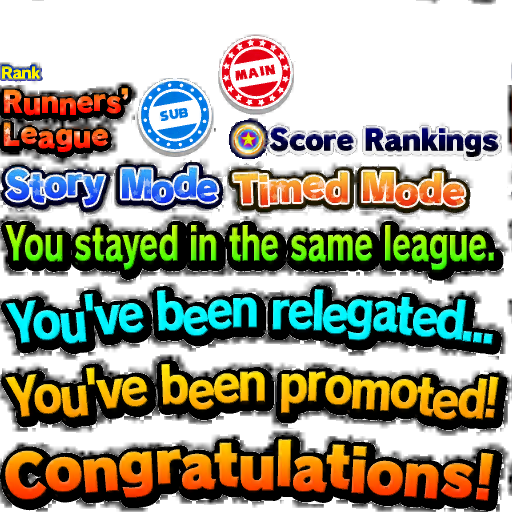 MAIN
Rank
Runners'
League
SUB
Score Rankings
Story Mode
Timed Mode
You stayed in the same league.
You've been relegated...
You've been promoted!
Congratulations!